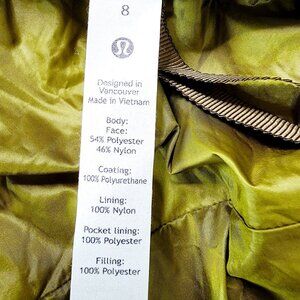 8
Designed in
Vancouver
Made in Vietnam
Body:
Face:
54% Polyester
46% Nylon
Coating:
100% Polyurethane
Lining:
100% Nylon
Pocket lining:
100% Polyester
Filling:
100% Polyester